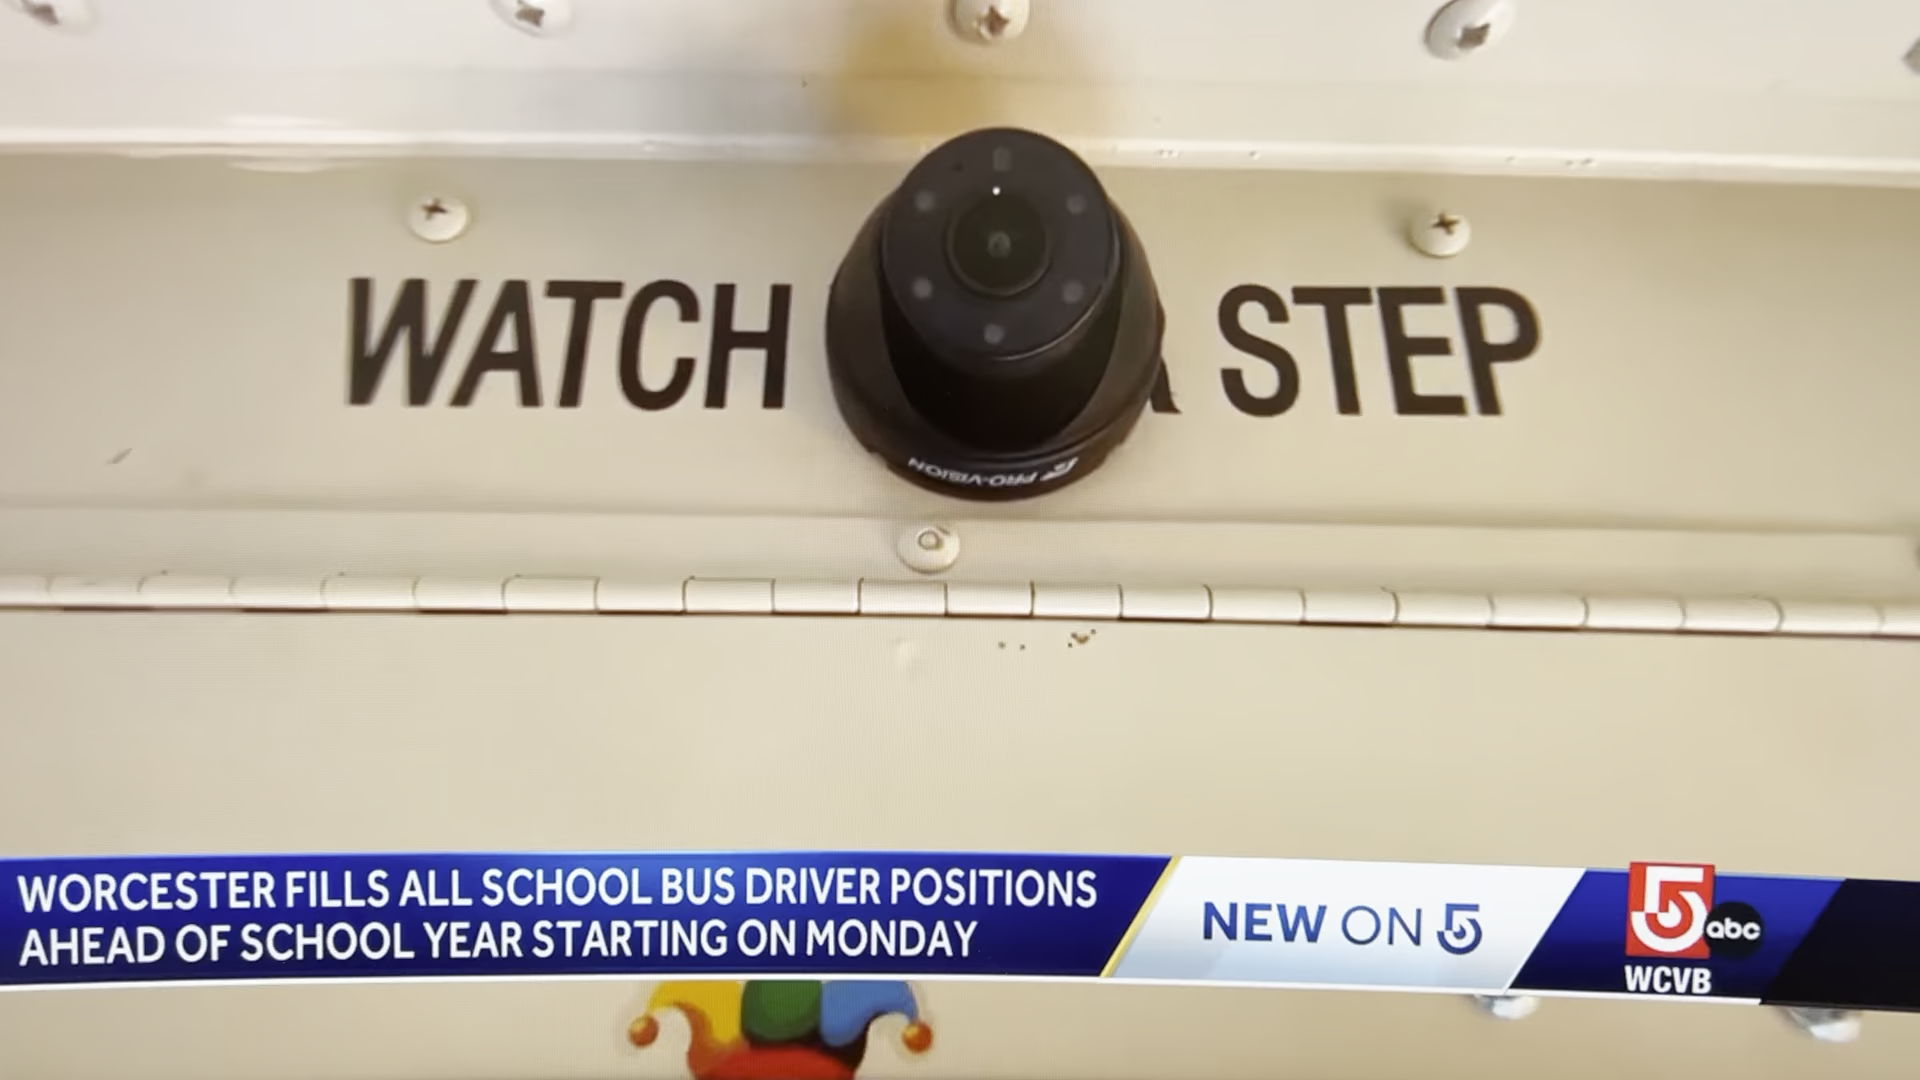 WATCH STEP
PRO-VISION
WORCESTER FILLS ALL SCHOOL BUS DRIVER POSITIONS
AHEAD OF SCHOOL YEAR STARTING ON MONDAY
NEW ON 5
5 abc
WCVB